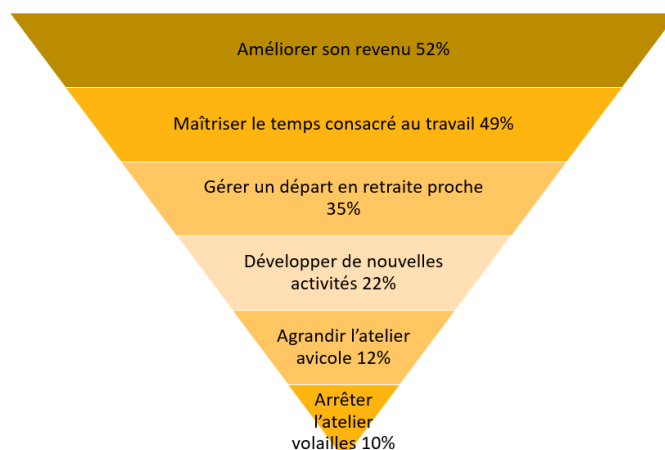 Améliorer son revenu 52%
Maîtriser le temps consacré au travail 49%
Gérer un départ en retraite proche
35%
Développer de nouvelles
activités 22%
Agrandir l’atelier
avicole 12%
Arrêter
l’atelier
volailles 10%